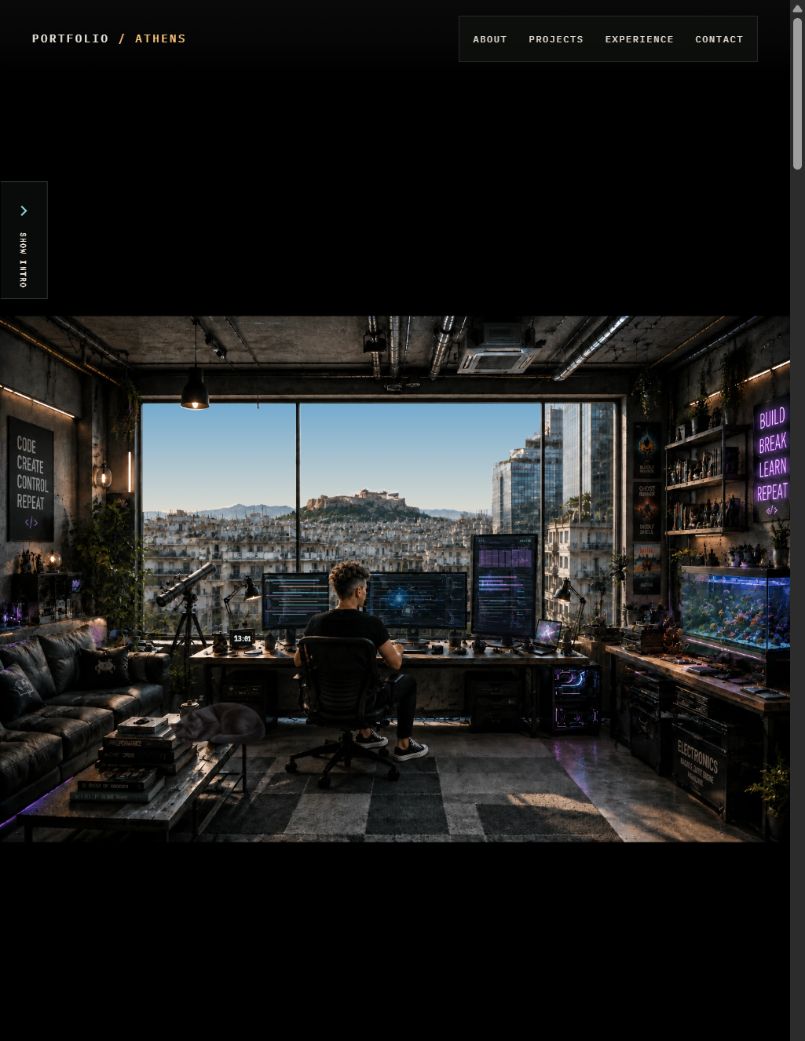 PORTFOLIO / ATHENS
ABOUT
PROJECTS
EXPERIENCE
CONTACT
SHOW INTRO
CODE
CREATE
CONTROL
REPEAT
</>
BUILD
BREAK
LEARN
REPEAT
</>
13:01
ELECTRONICS